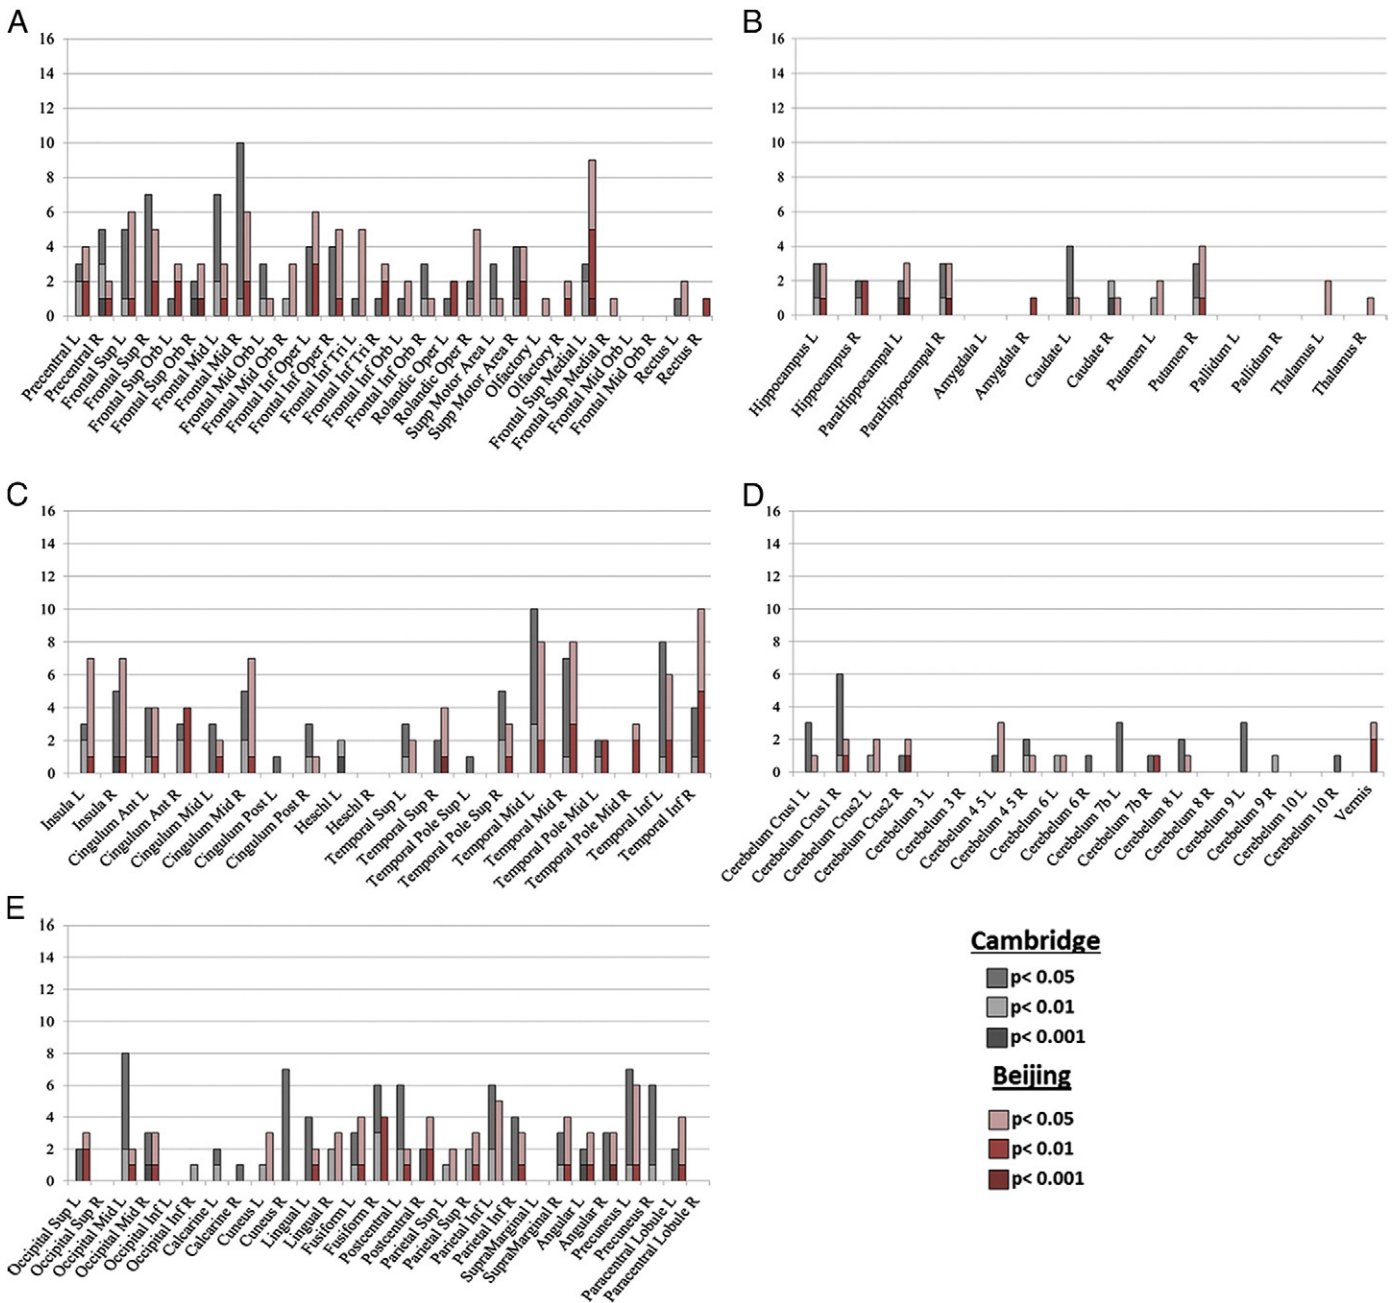 A
16
14
12
10
8
6
4
2
0
Precentral L
Precentral R
Frontal Sup L
Frontal Sup R
Frontal Sup Orb L
Frontal Sup Orb R
Frontal Mid L
Frontal Mid R
Frontal Mid Orb L
Frontal Mid Orb R
Frontal Inf Oper L
Frontal Inf Oper R
Frontal Inf Tri L
Frontal Inf Tri R
Frontal Inf Orb L
Frontal Inf Orb R
Rolandic Oper L
Rolandic Oper R
Supp Motor Area L
Supp Motor Area R
Olfactory L
Olfactory R
Frontal Sup Medial L
Frontal Sup Medial R
Frontal Mid Orb L
Frontal Mid Orb R
Rectus L
Rectus R
B
16
14
12
10
8
6
4
2
0
Hippocampus L
Hippocampus R
ParaHippocampal L
ParaHippocampal R
Amygdala L
Amygdala R
Caudate L
Caudate R
Putamen L
Putamen R
Pallidum L
Pallidum R
Thalamus L
Thalamus R
C
16
14
12
10
8
6
4
2
0
Insula L
Insula R
Cingulum Ant L
Cingulum Ant R
Cingulum Mid L
Cingulum Mid R
Cingulum Post L
Cingulum Post R
Heschl L
Heschl R
Temporal Sup L
Temporal Sup R
Temporal Pole Sup L
Temporal Pole Sup R
Temporal Mid L
Temporal Mid R
Temporal Pole Mid L
Temporal Pole Mid R
Temporal Inf L
Temporal Inf R
D
16
14
12
10
8
6
4
2
0
Cerebelum Crus1 L
Cerebelum Crus1 R
Cerebelum Crus2 L
Cerebelum Crus2 R
Cerebelum 3 L
Cerebelum 3 R
Cerebelum 4 5 L
Cerebelum 4 5 R
Cerebelum 6 L
Cerebelum 6 R
Cerebelum 7b L
Cerebelum 7b R
Cerebelum 8 L
Cerebelum 8 R
Cerebelum 9 L
Cerebelum 9 R
Cerebelum 10 L
Cerebelum 10 R
Vermis
E
16
14
12
10
8
6
4
2
0
Occipital Sup L
Occipital Sup R
Occipital Mid L
Occipital Mid R
Occipital Inf L
Occipital Inf R
Calcarine L
Calcarine R
Cuneus L
Cuneus R
Lingual L
Lingual R
Fusiform L
Fusiform R
Postcentral L
Postcentral R
Parietal Sup L
Parietal Sup R
Parietal Inf L
Parietal Inf R
SupraMarginal L
SupraMarginal R
Angular L
Angular R
Precuneus L
Precuneus R
Paracentral Lobule L
Paracentral Lobule R
Cambridge
p< 0.05
p< 0.01
p< 0.001
Beijing
p< 0.05
p< 0.01
p< 0.001